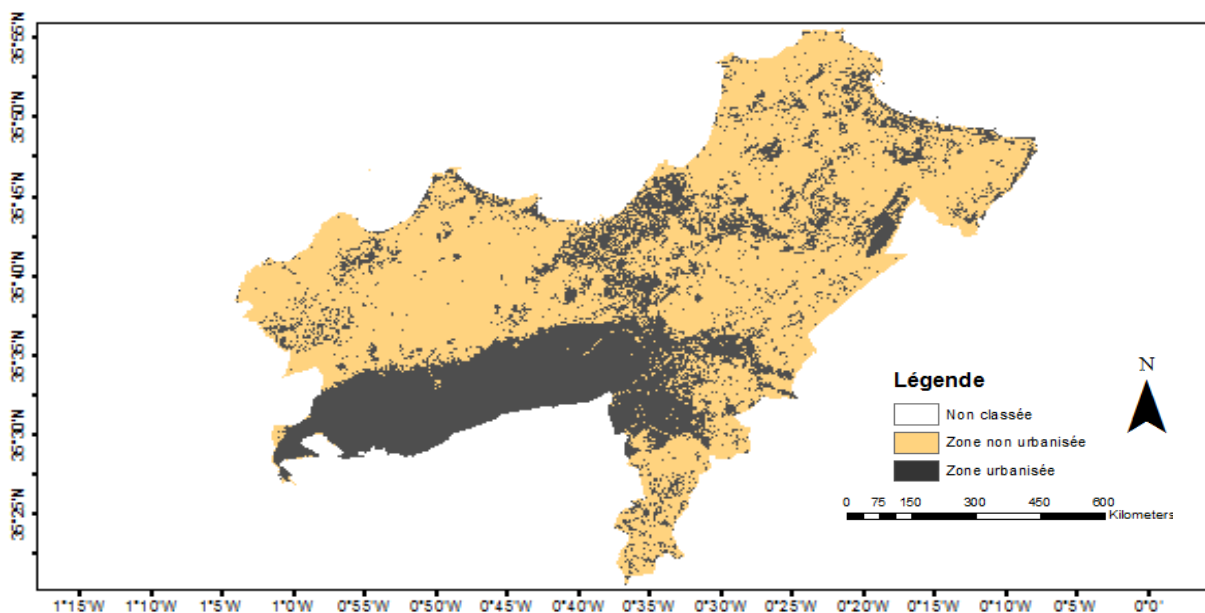 35°55'N
35°50'N
35°45'N
35°40'N
35°35'N
35°30'N
35°25'N
N
Légende
Non classée
Zone non urbanisée
Zone urbanisée
0 75 150 300 450 600
Kilometers
1°15'W 1°10'W 1°5'W 1°0'W 0°55'W 0°50'W 0°45'W 0°40'W 0°35'W 0°30'W 0°25'W 0°20'W 0°15'W 0°10'W 0°5'W 0°0'